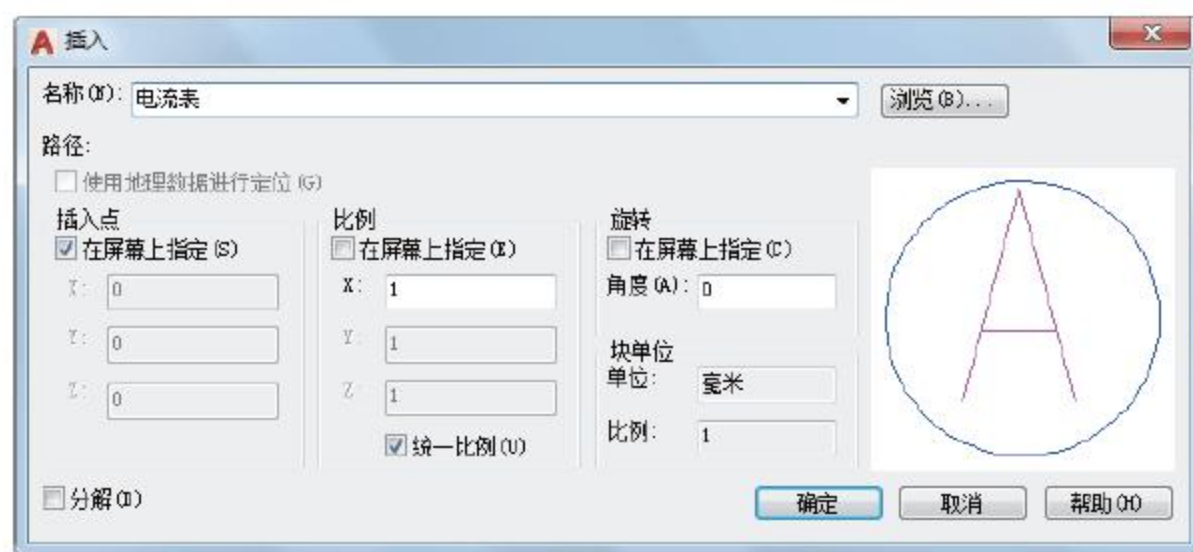 插入
名称(N): 电流表 浏览(B)...
路径:
使用地理数据进行定位(G)
插入点 比例 旋转
在屏幕上指定(S) 在屏幕上指定(E) 在屏幕上指定(C)
X: 0 X: 1 角度(A): 0
Y: 0 Y: 1 块单位
单位: 毫米
Z: 0 Z: 1
比例: 1
统一比例(U)
分解(D) 确定 取消 帮助(H)
A